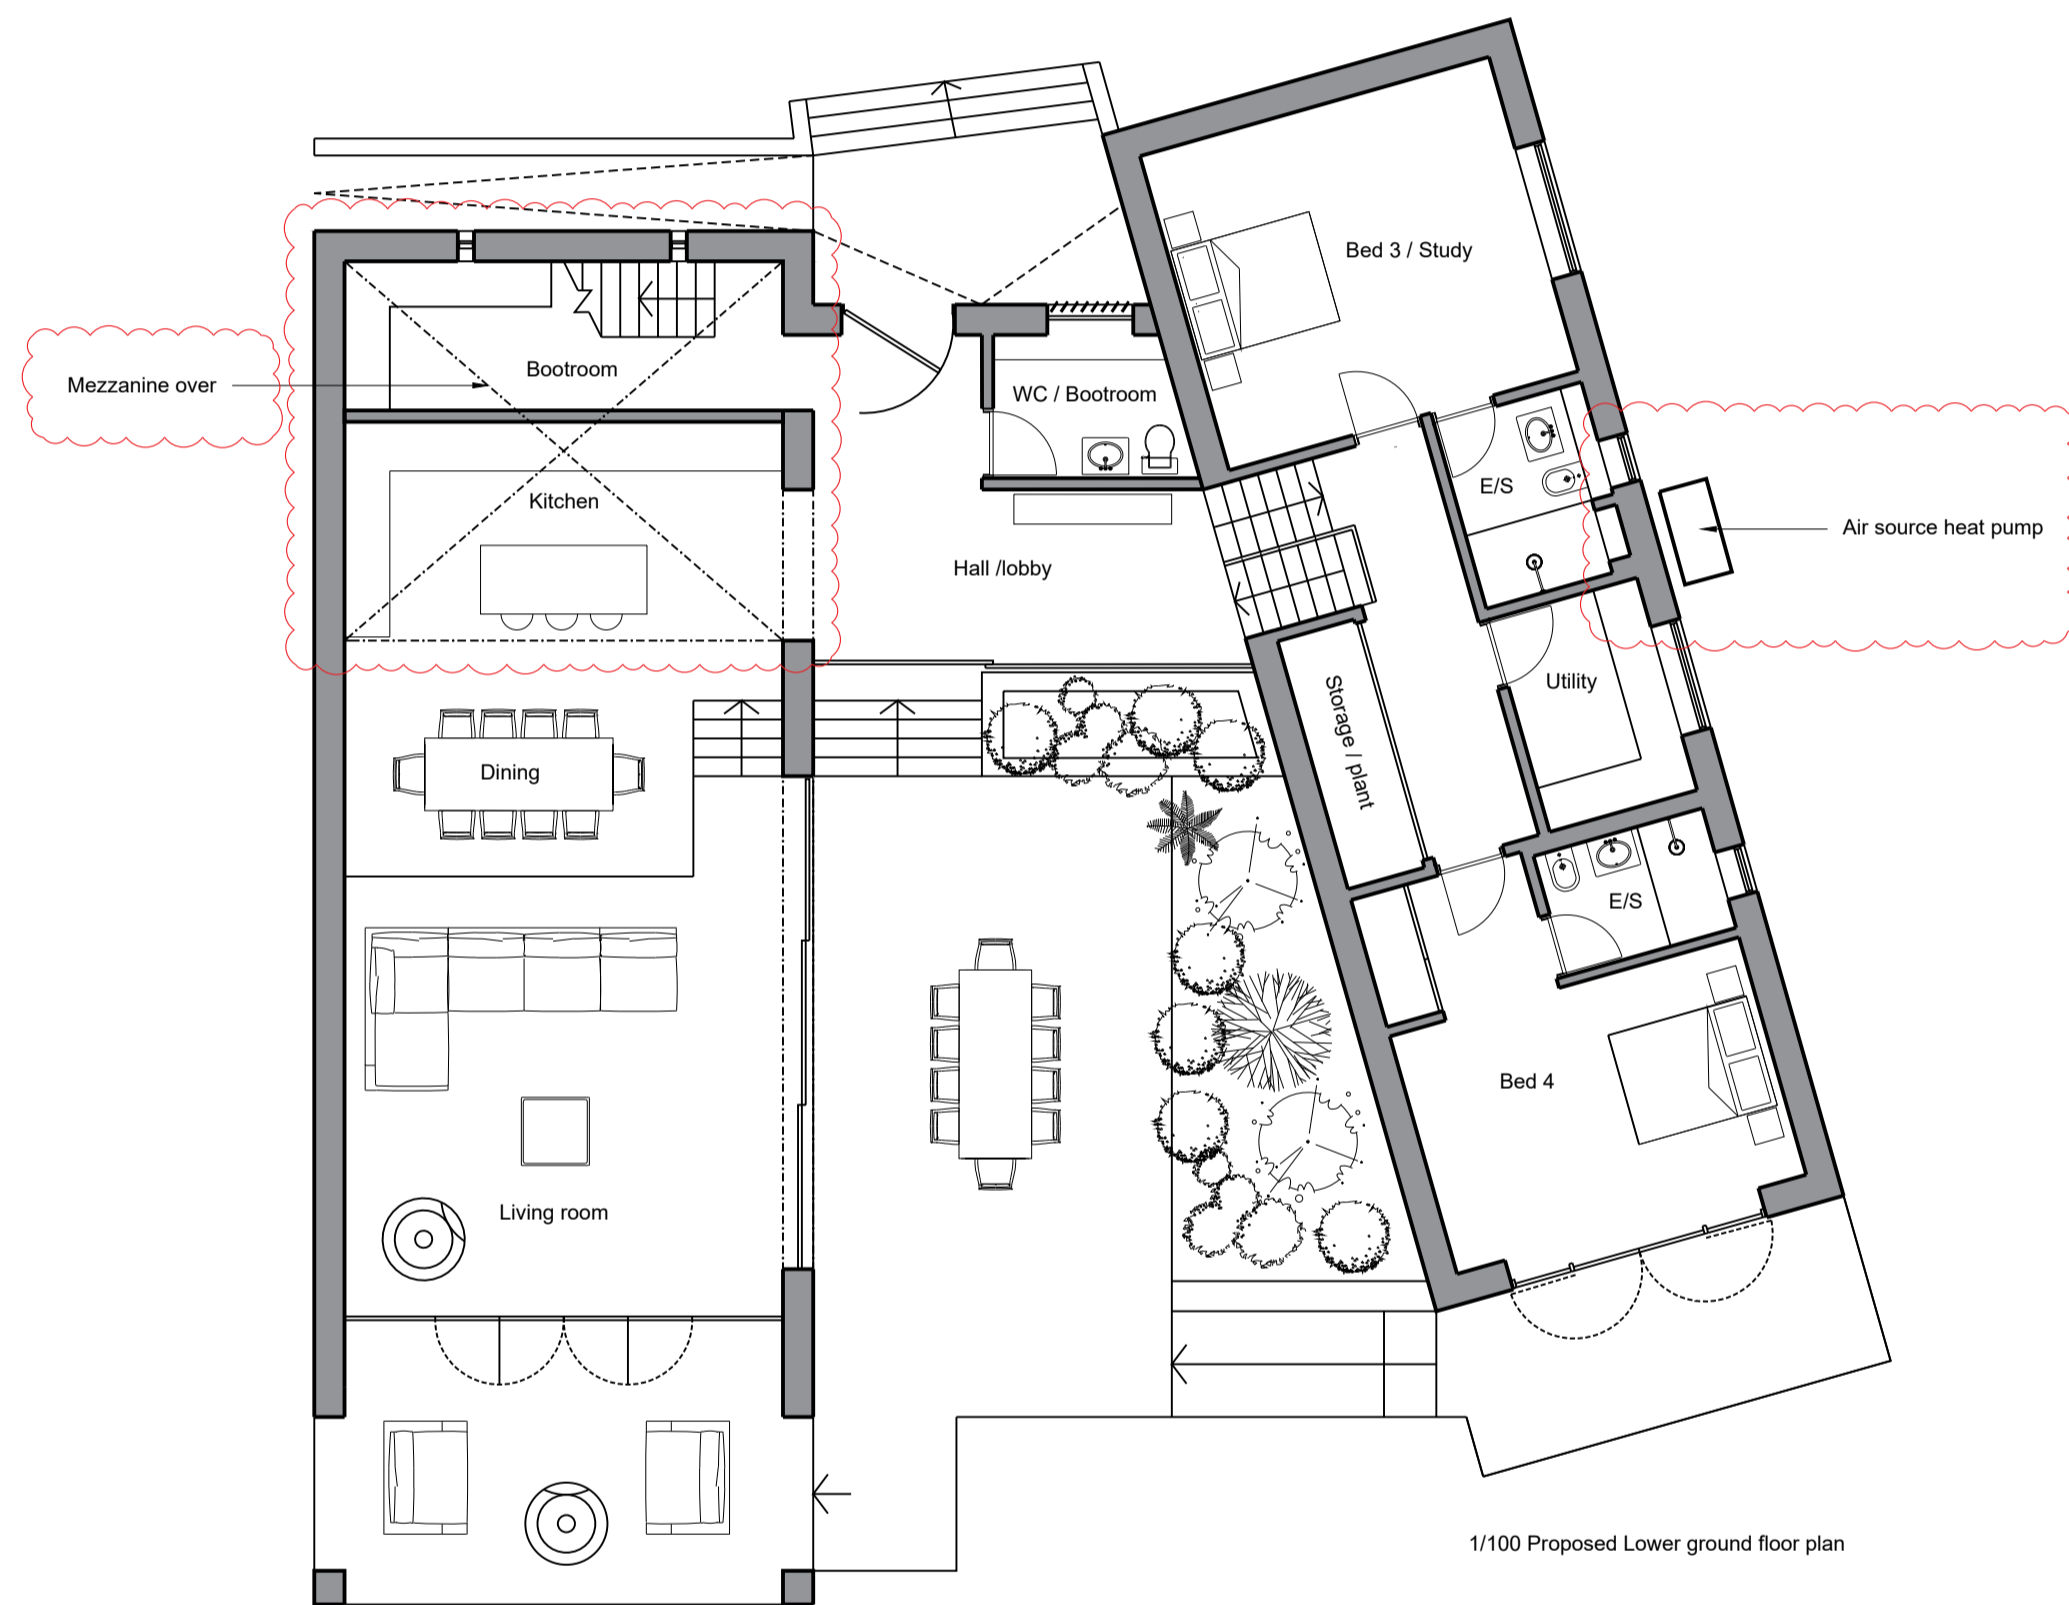 Bed 3 / Study
Bootroom
Mezzanine over
WC / Bootroom
E/S
Kitchen
Air source heat pump
Hall /lobby
Utility
Storage / plant
Dining
E/S
Bed 4
Living room
1/100 Proposed Lower ground floor plan